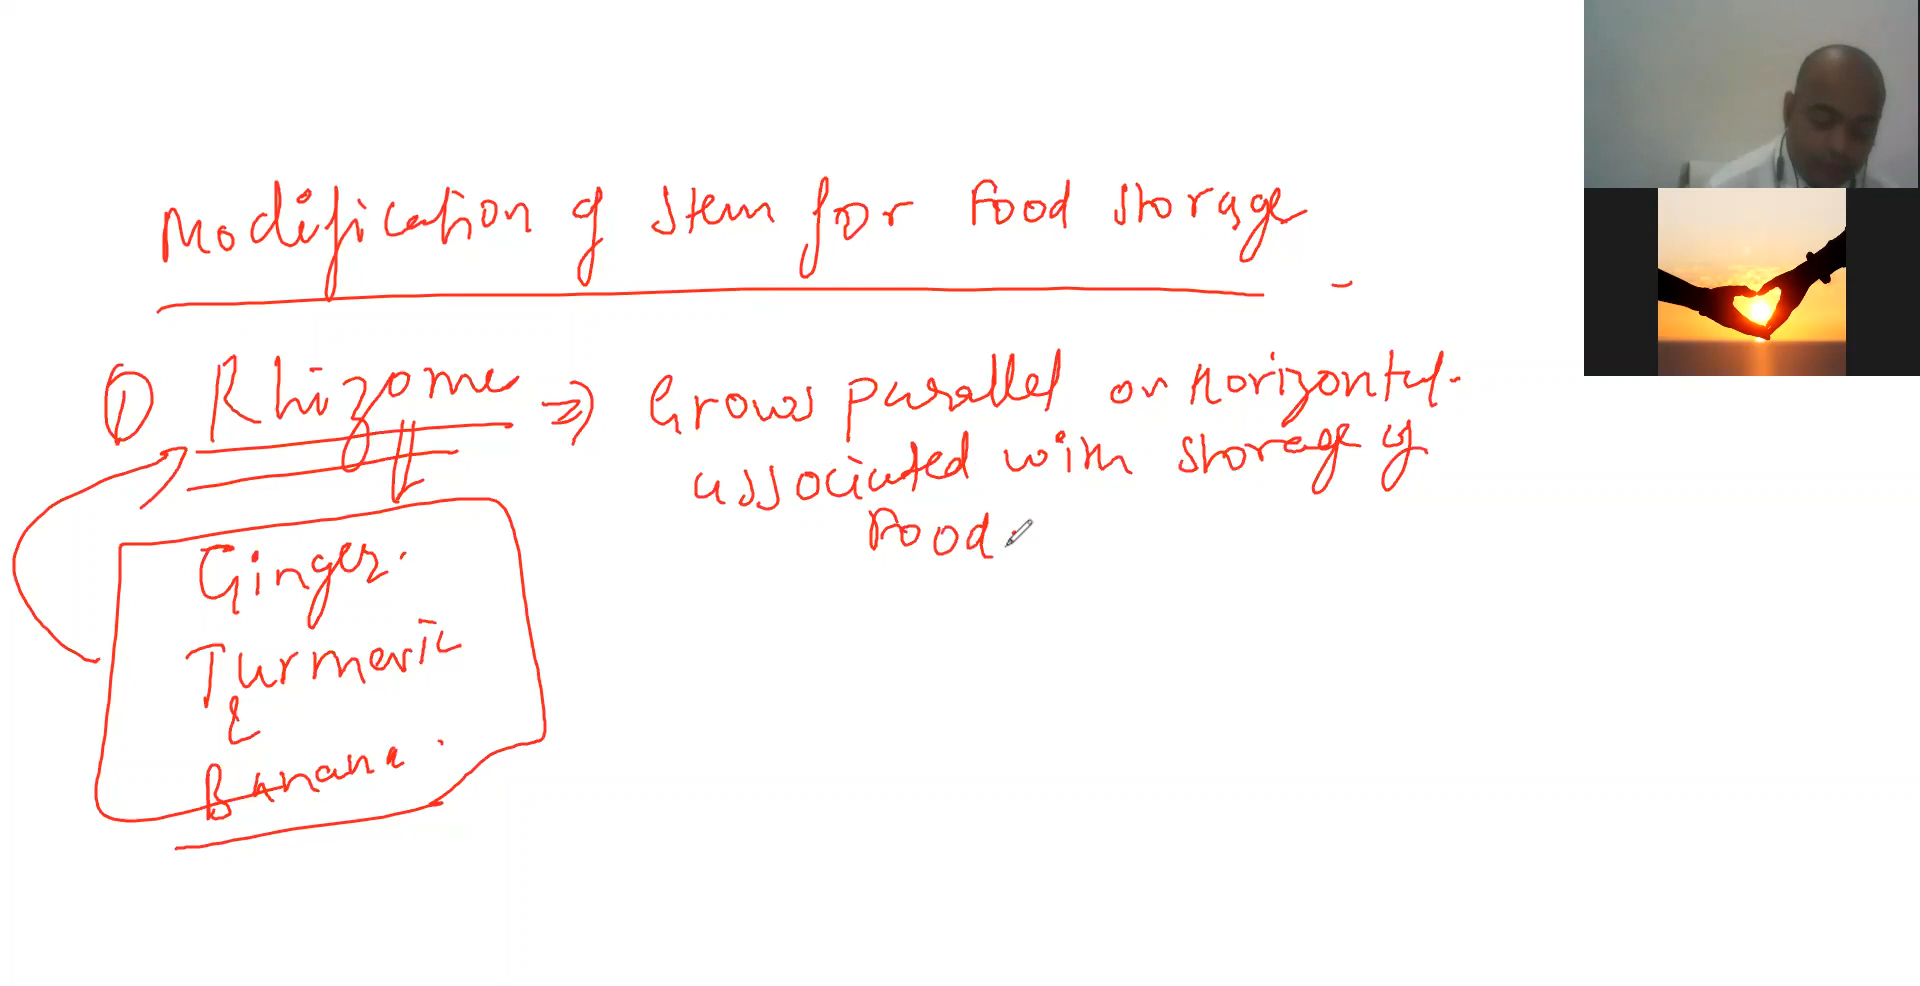 Modification of stem for Food storage
① Rhizome ⇒ Grows parallel or Horizontal.
associated with storage of
Food
Ginger.
Turmeric
&
Banana.